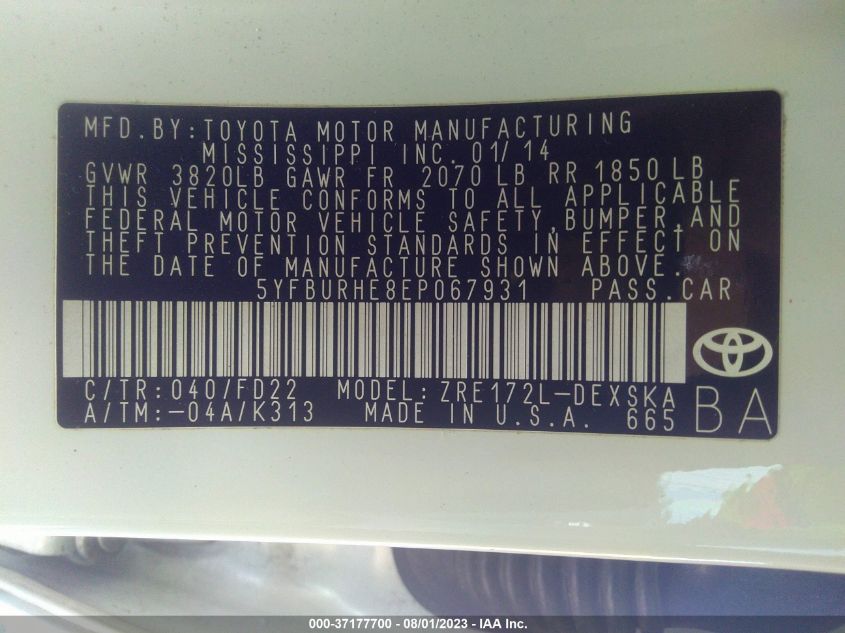 MFD.BY:TOYOTA MOTOR MANUFACTURING
MISSISSIPPI INC. 01/14
GVWR 3820LB GAWR FR 2070 LB RR 1850 LB
THIS VEHICLE CONFORMS TO ALL APPLICABLE
FEDERAL MOTOR VEHICLE SAFETY,BUMPER,AND
THEFT PREVENTION STANDARDS IN EFFECT ON
THE DATE OF MANUFACTURE SHOWN ABOVE.
5YFBURHE8EP067931 PASS.CAR
C/TR: 040/FD22 MODEL: ZRE172L-DEXSKA
A/TM:-04A/K313 MADE IN U.S.A. 665 BA
000-37177700 - 08/01/2023 - IAA Inc.